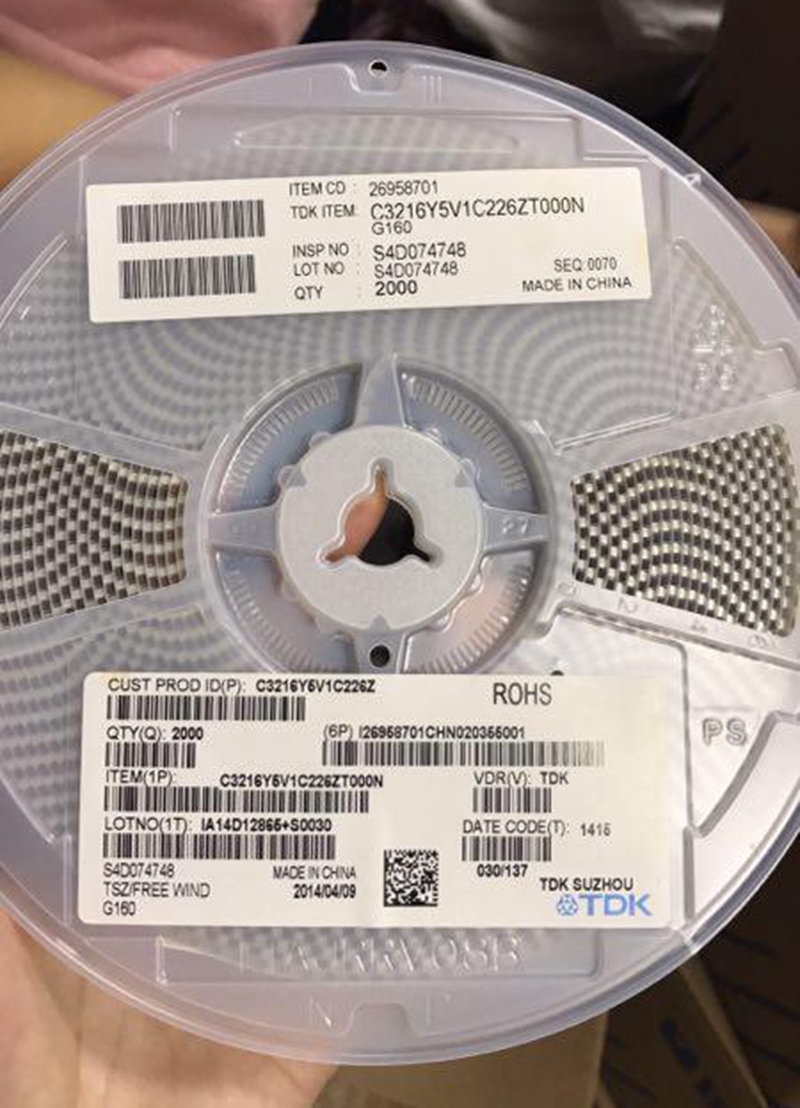 ITEM CD : 26958701
TDK ITEM: C3216Y5V1C226ZT000N
G160
INSP NO : S4D074748
LOT NO : S4D074748
SEQ 0070
QTY : 2000
MADE IN CHINA
27
PS
CUST PROD ID(P): C3216Y5V1C226Z
ROHS
QTY(Q): 2000
(6P) I26958701CHN020355001
ITEM(1P): C3216Y5V1C226ZT000N
VDR(V): TDK
LOTNO(1T): IA14D12865+S0030
DATE CODE(T): 1415
S4D074748
MADE IN CHINA
030/137
TSZ/FREE WIND
2014/04/09
TDK SUZHOU
G160
TDK